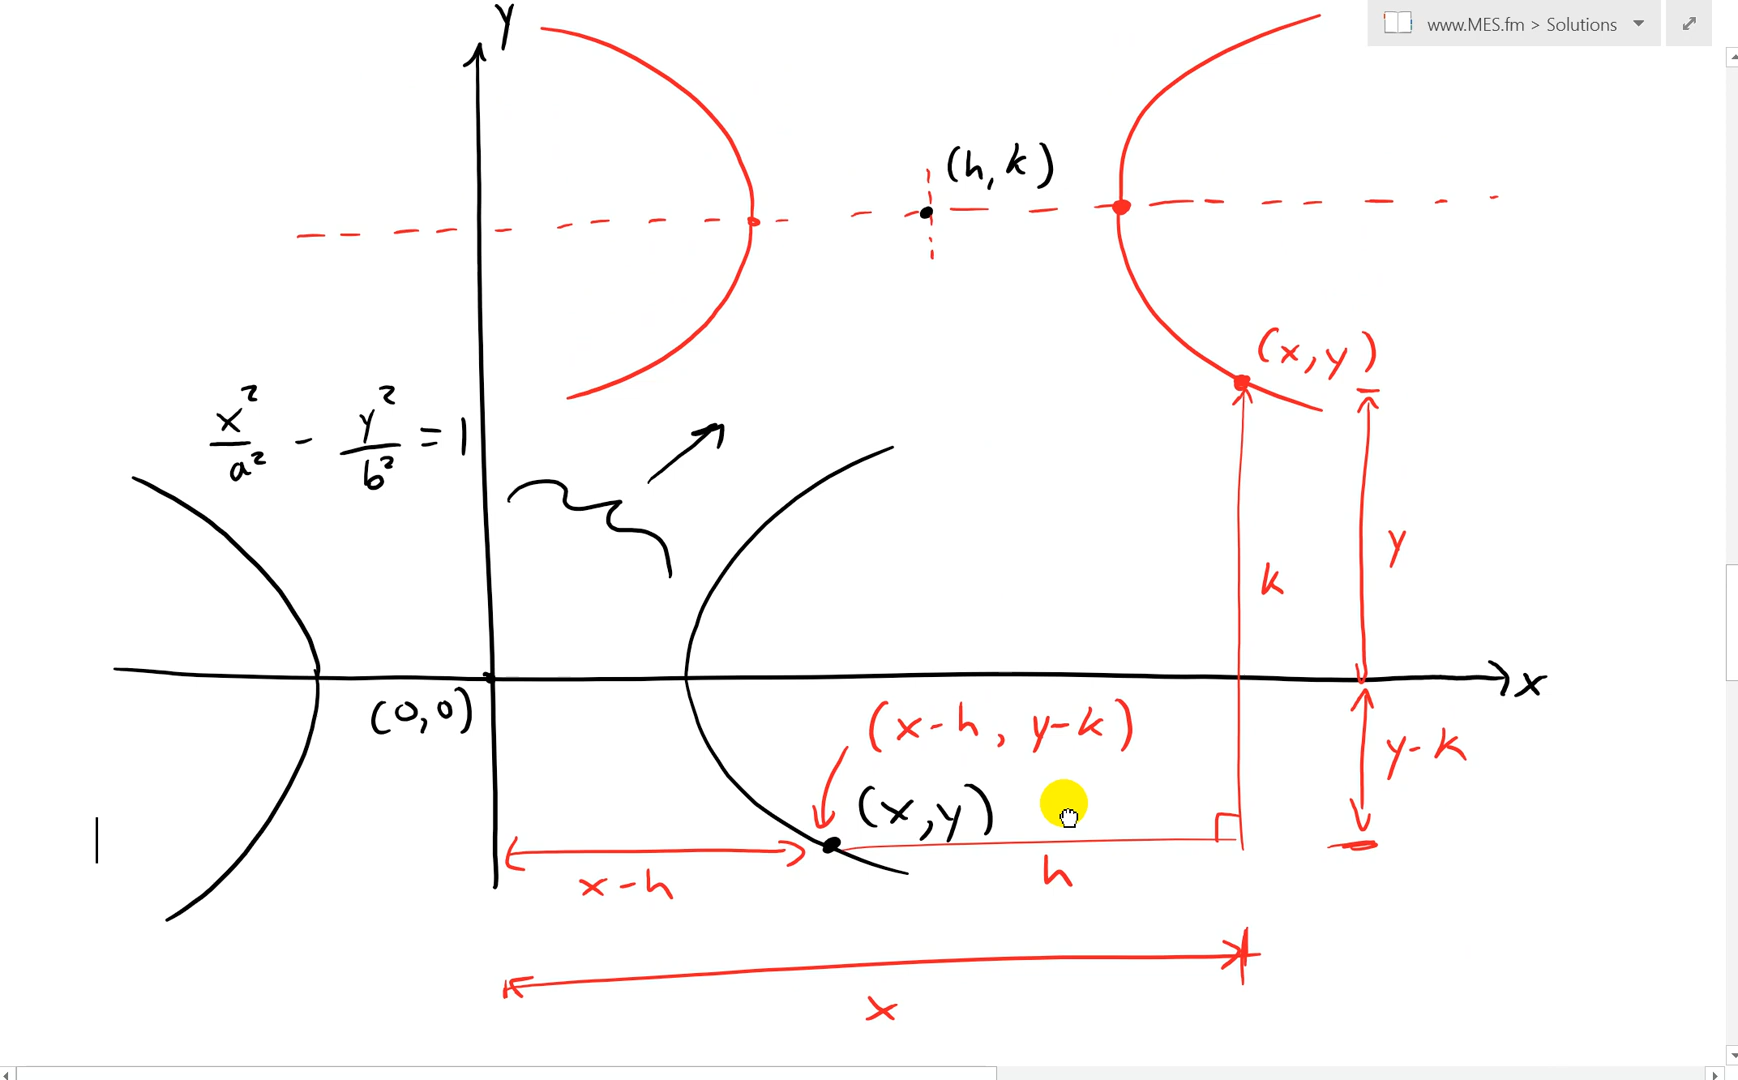 www.MES.fm > Solutions
y
(h, k)
(x, y)
x²/a² - y²/b² = 1
y
k
x
(0,0)
(x-h, y-k)
y-k
(x,y)
h
x-h
x